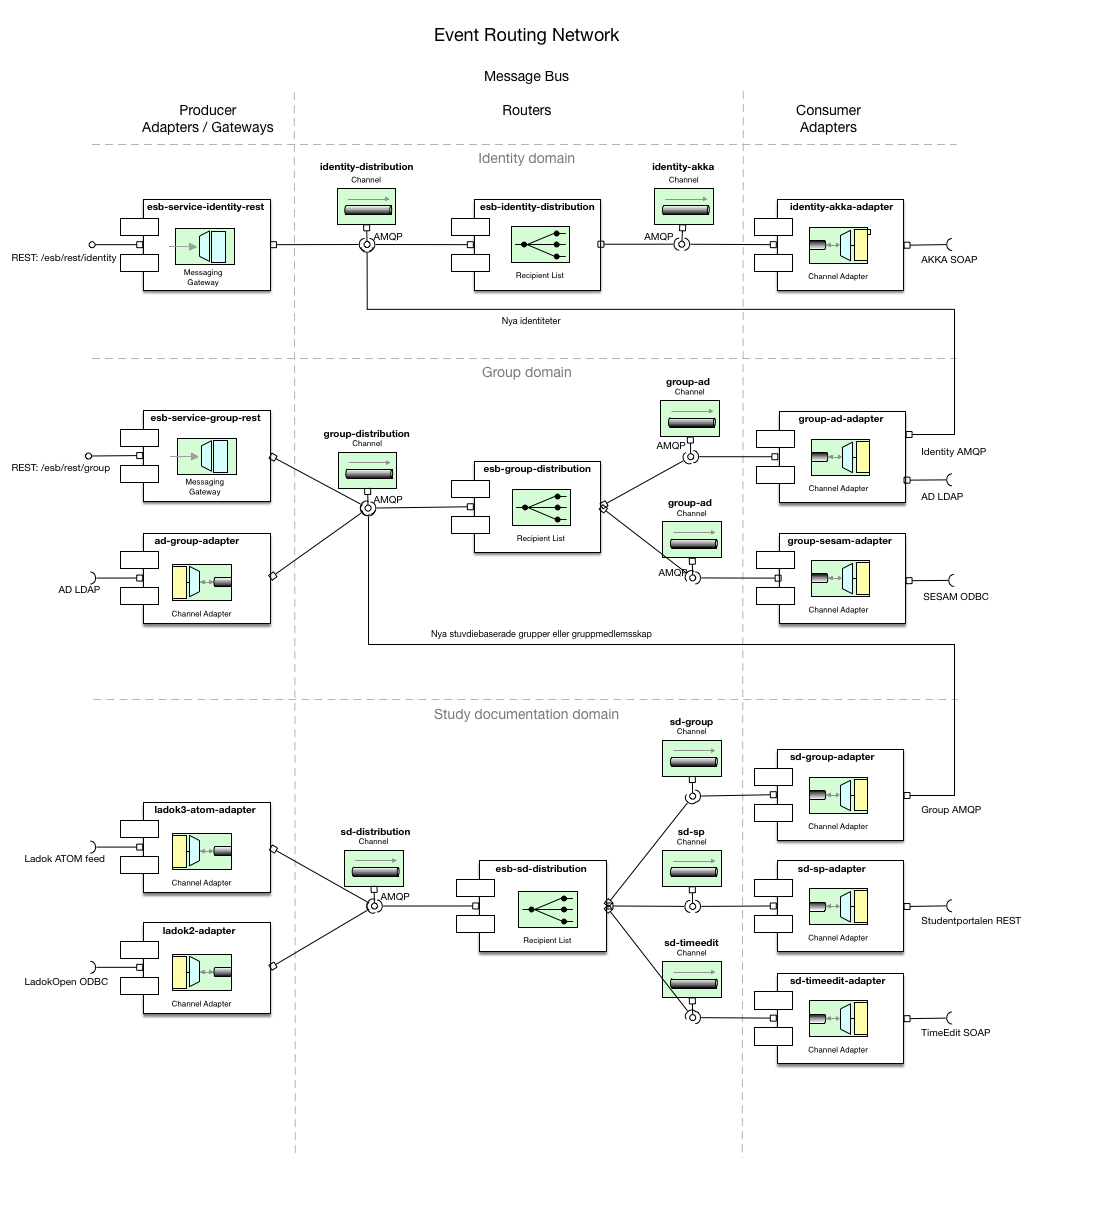 Event Routing Network
Message Bus
Producer
Adapters / Gateways
Routers
Consumer
Adapters
Identity domain
identity-distribution
Channel
identity-akka
Channel
esb-service-identity-rest
esb-identity-distribution
identity-akka-adapter
AMQP
AMQP
REST: /esb/rest/identity
AKKA SOAP
Messaging
Gateway
Recipient List
Channel Adapter
Nya identiteter
Group domain
group-ad
Channel
esb-service-group-rest
group-ad-adapter
group-distribution
Channel
AMQP
Identity AMQP
REST: /esb/rest/group
esb-group-distribution
Messaging
Gateway
Channel Adapter
AMQP
AD LDAP
group-ad
Channel
ad-group-adapter
Recipient List
group-sesam-adapter
AMQP
AD LDAP
SESAM ODBC
Channel Adapter
Channel Adapter
Nya stuvdiebaserade grupper eller gruppmedlemsskap
Study documentation domain
sd-group
Channel
sd-group-adapter
ladok3-atom-adapter
Group AMQP
sd-distribution
Channel
sd-sp
Channel
Channel Adapter
Ladok ATOM feed
esb-sd-distribution
sd-sp-adapter
Channel Adapter
AMQP
Studentportalen REST
ladok2-adapter
Recipient List
sd-timeedit
Channel
Channel Adapter
LadokOpen ODBC
sd-timeedit-adapter
Channel Adapter
TimeEdit SOAP
Channel Adapter